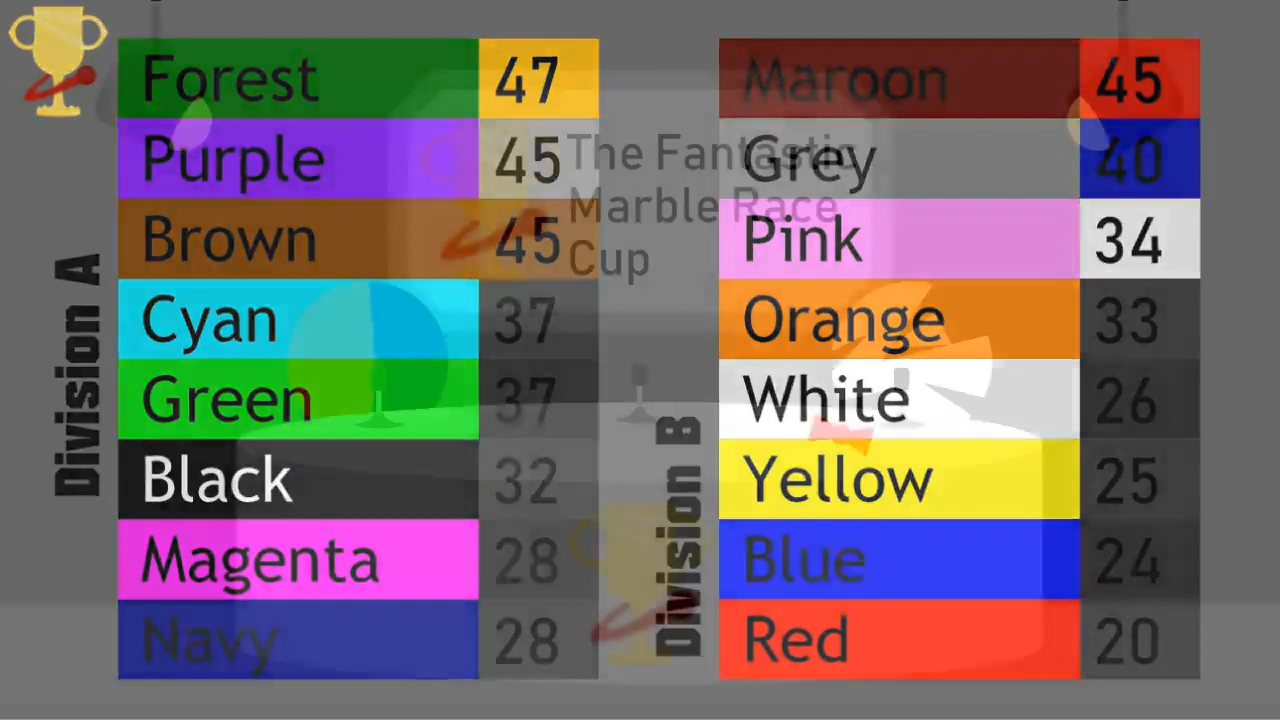 Division A
Forest 47
Purple 45
Brown 45
Cyan 37
Green 37
Black 32
Magenta 28
Navy 28
Division B
Maroon 45
Grey 40
Pink 34
Orange 33
White 26
Yellow 25
Blue 24
Red 20
The Fantastic
Marble Race
Cup